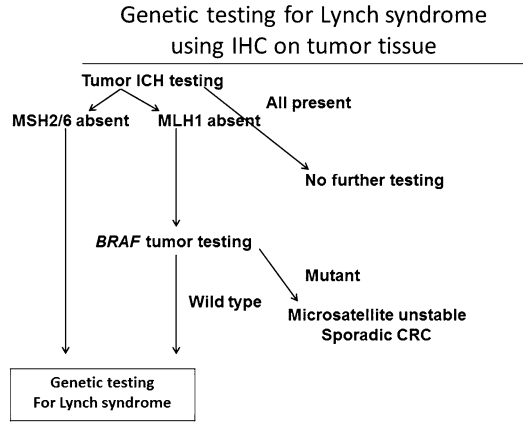 Genetic testing for Lynch syndrome
using IHC on tumor tissue
Tumor ICH testing
All present
MSH2/6 absent
MLH1 absent
No further testing
BRAF tumor testing
Mutant
Wild type
Microsatellite unstable
Sporadic CRC
Genetic testing
For Lynch syndrome